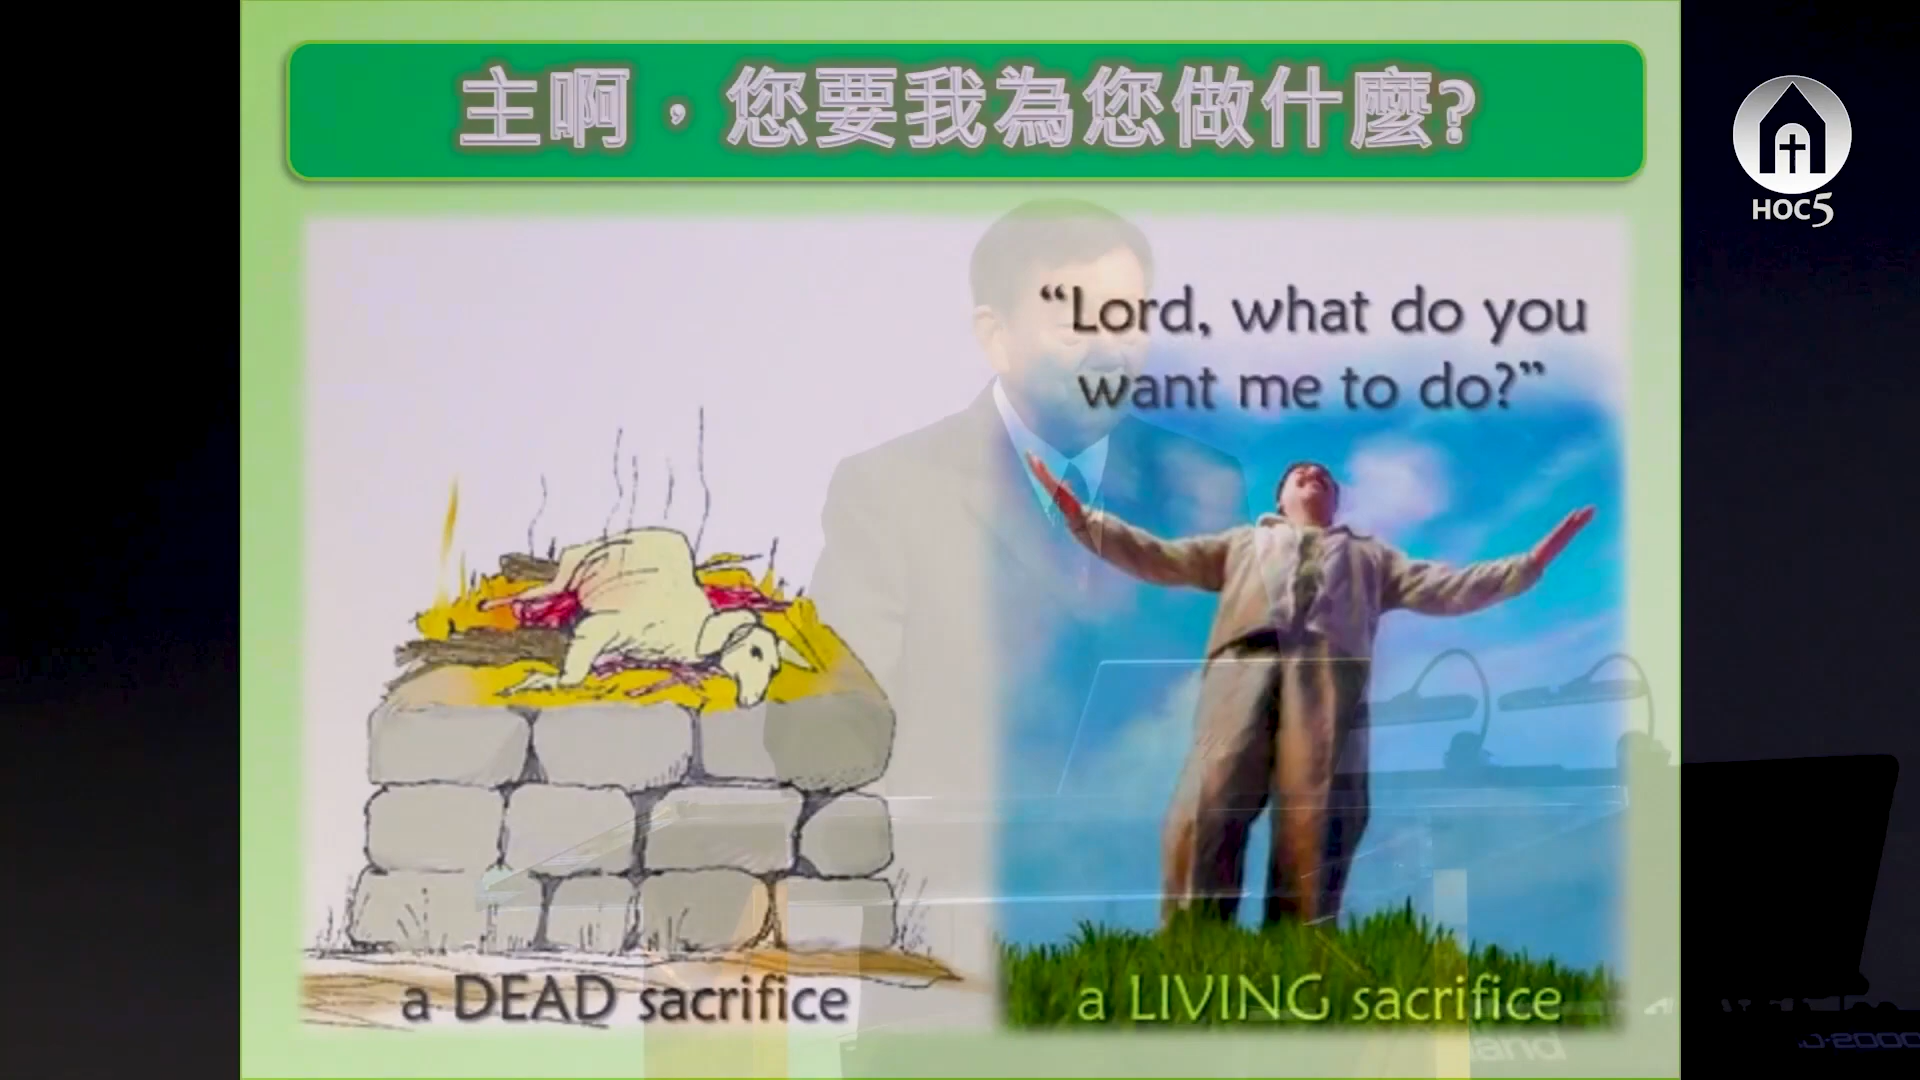 主啊，您要我為您做什麼?
HOC5
“Lord, what do you
want me to do?”
a DEAD sacrifice
a LIVING sacrifice
land